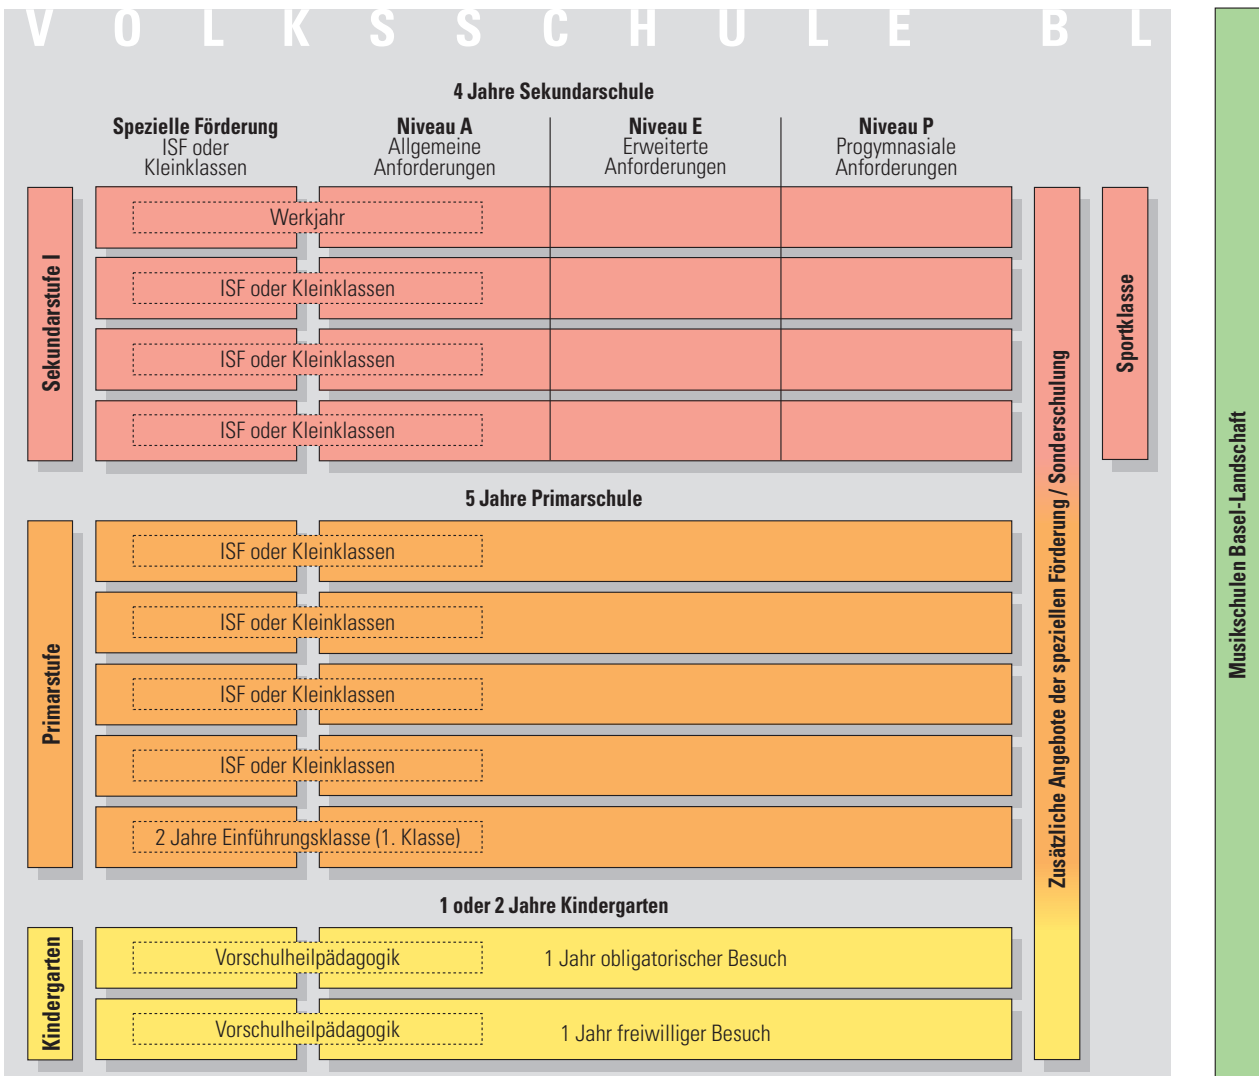 VOLKSSCHULE BL
4 Jahre Sekundarschule
Spezielle Förderung
ISF oder
Kleinklassen
Niveau A
Allgemeine
Anforderungen
Niveau E
Erweiterte
Anforderungen
Niveau P
Progymnasiale
Anforderungen
Sekundarstufe I
Werkjahr
ISF oder Kleinklassen
ISF oder Kleinklassen
ISF oder Kleinklassen
5 Jahre Primarschule
Primarstufe
ISF oder Kleinklassen
ISF oder Kleinklassen
ISF oder Kleinklassen
ISF oder Kleinklassen
2 Jahre Einführungsklasse (1. Klasse)
1 oder 2 Jahre Kindergarten
Kindergarten
Vorschulheilpädagogik
1 Jahr obligatorischer Besuch
Vorschulheilpädagogik
1 Jahr freiwilliger Besuch
Zusätzliche Angebote der speziellen Förderung / Sonderschulung
Sportklasse
Musikschulen Basel-Landschaft